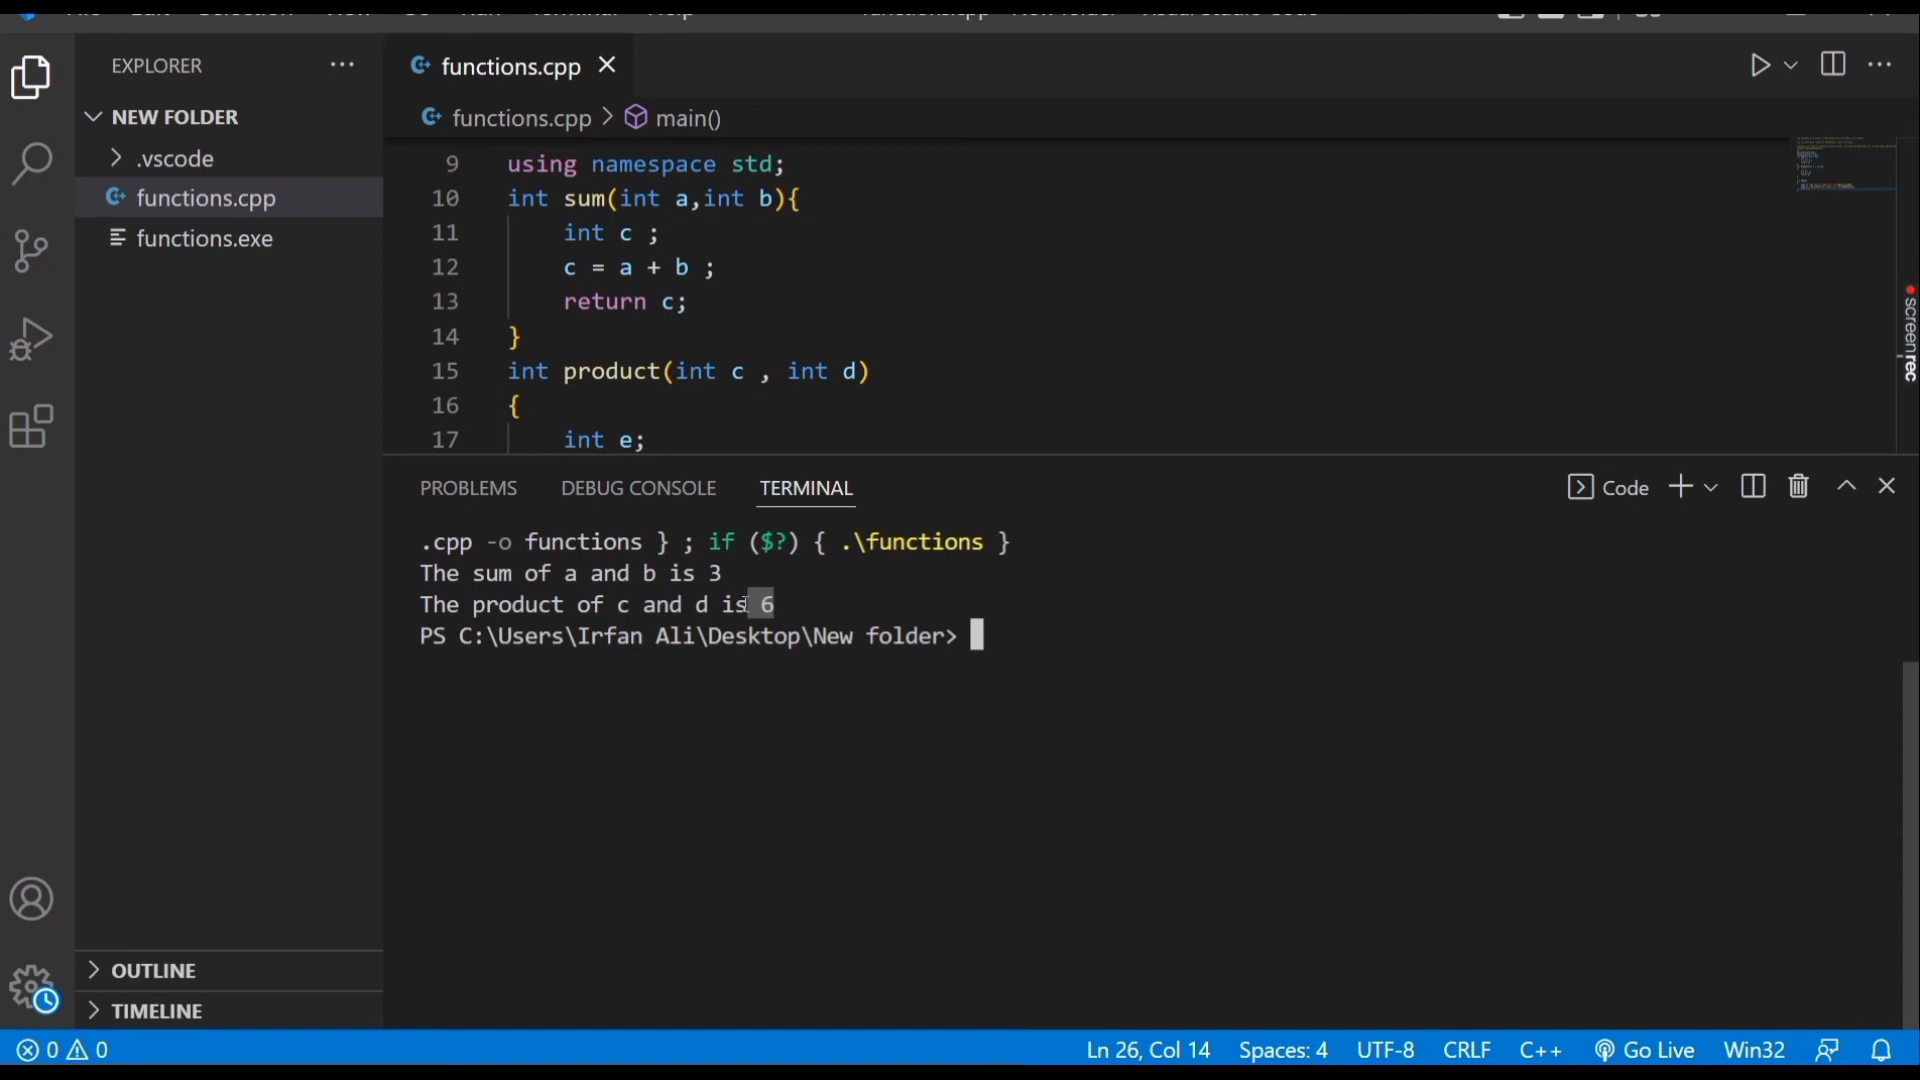 EXPLORER
NEW FOLDER
.vscode
functions.cpp
functions.exe
OUTLINE
TIMELINE
functions.cpp
functions.cpp > main()
9 using namespace std;
10 int sum(int a,int b){
11 int c ;
12 c = a + b ;
13 return c;
14 }
15 int product(int c , int d)
16 {
17 int e;
PROBLEMS DEBUG CONSOLE TERMINAL
Code
.cpp -o functions } ; if ($?) { .\functions }
The sum of a and b is 3
The product of c and d is 6
PS C:\Users\Irfan Ali\Desktop\New folder>
screenrec
0 0 Ln 26, Col 14 Spaces: 4 UTF-8 CRLF C++ Go Live Win32